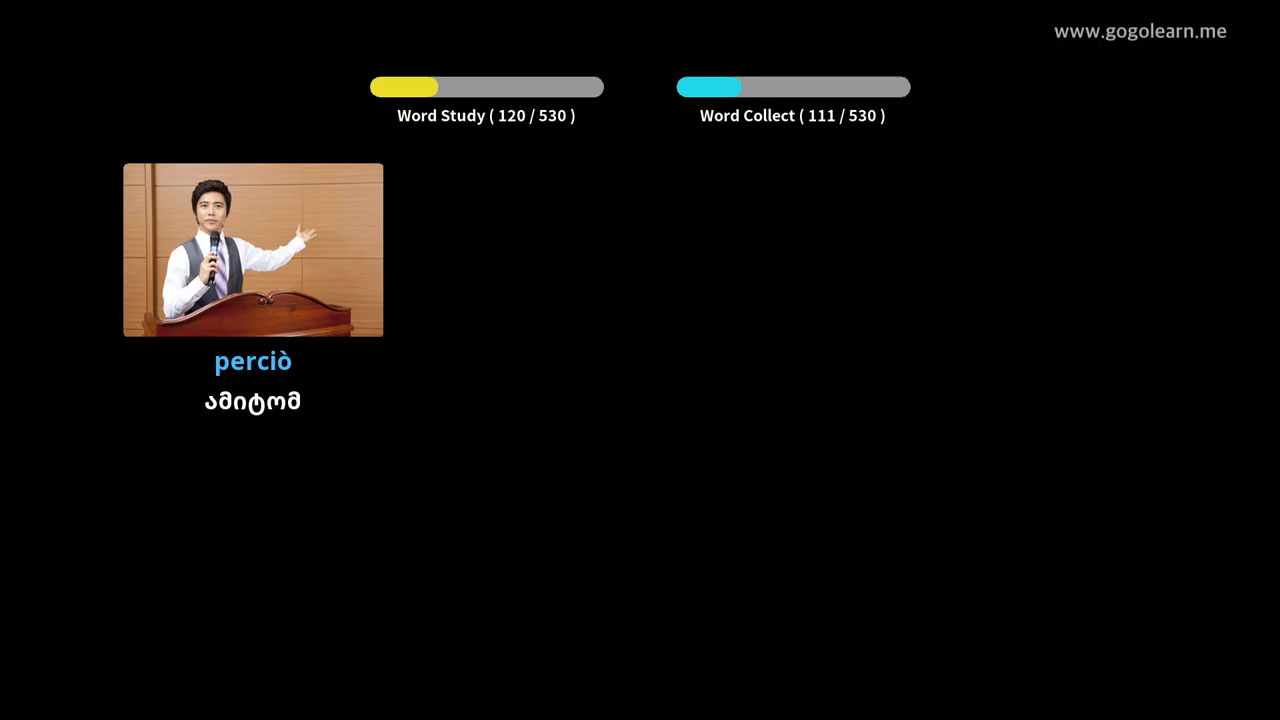 www.gogolearn.me
Word Study ( 120 / 530 )
Word Collect ( 111 / 530 )
perciò
ამიტომ